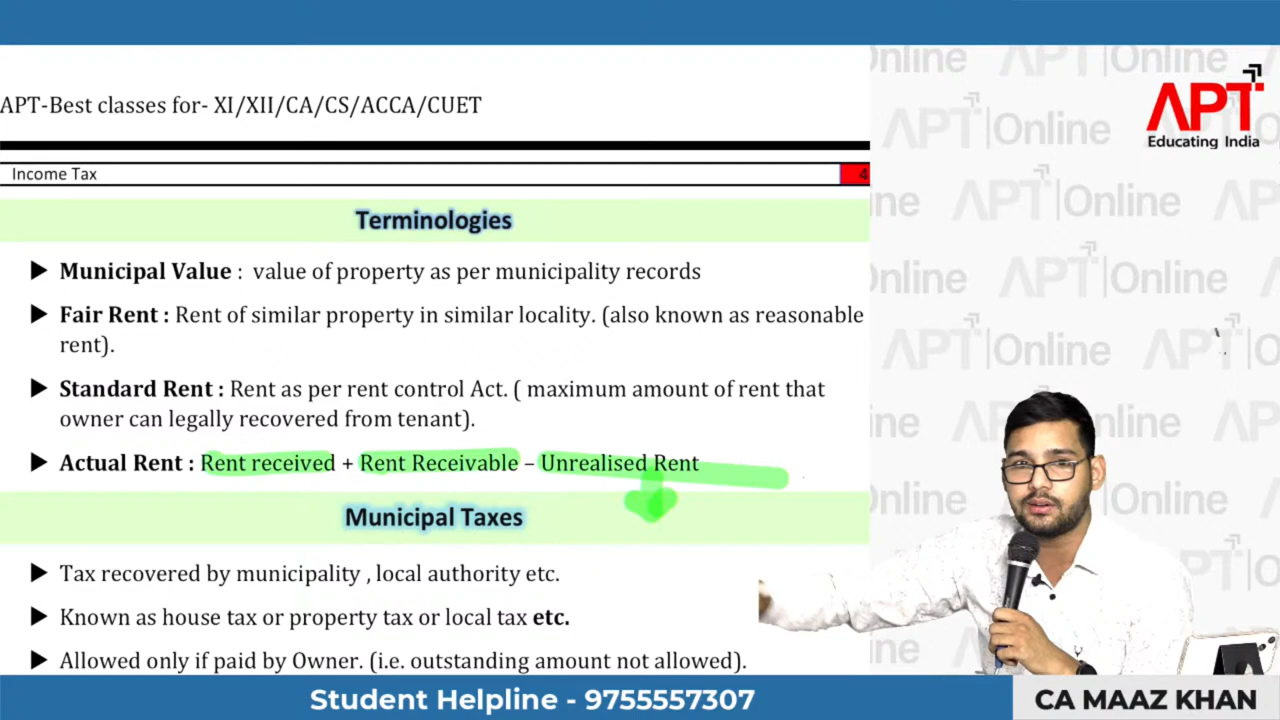 APT-Best classes for- XI/XII/CA/CS/ACCA/CUET
APT
Educating India
Income Tax
4
Terminologies
▶ Municipal Value : value of property as per municipality records
▶ Fair Rent : Rent of similar property in similar locality. (also known as reasonable
rent).
▶ Standard Rent : Rent as per rent control Act. ( maximum amount of rent that
owner can legally recovered from tenant).
▶ Actual Rent : Rent received + Rent Receivable – Unrealised Rent
Municipal Taxes
▶ Tax recovered by municipality , local authority etc.
▶ Known as house tax or property tax or local tax etc.
▶ Allowed only if paid by Owner. (i.e. outstanding amount not allowed).
APT|Online
Student Helpline - 9755557307
CA MAAZ KHAN